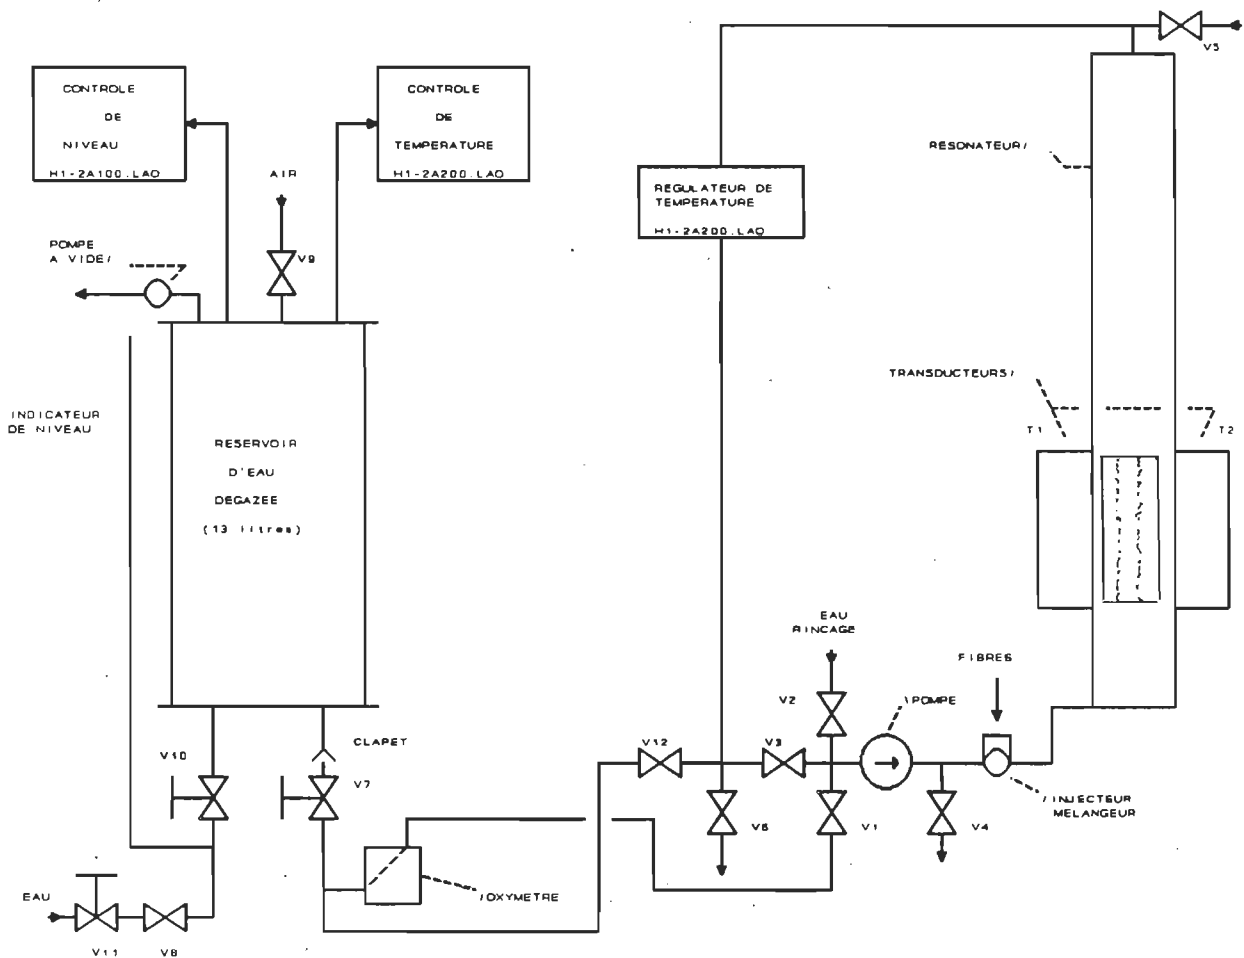 V5
CONTROLE
DE
NIVEAU
H1-2A100.LAO
CONTROLE
DE
TEMPERATURE
H1-2A200.LAO
RESONATEUR/
AIR
REGULATEUR DE
TEMPERATURE
H1-2A200.LAO
POMPE
A VIDE/
V9
TRANSDUCTEURS/
INDICATEUR
DE NIVEAU
T1
T2
RESERVOIR
D'EAU
DEGAZEE
(13 litres)
EAU
RINCAGE
FIBRES
V2
/POMPE
V10
CLAPET
V12
V3
V7
/INJECTEUR
MELANGEUR
V6
V1
V4
EAU
/OXYMETRE
V11
V8